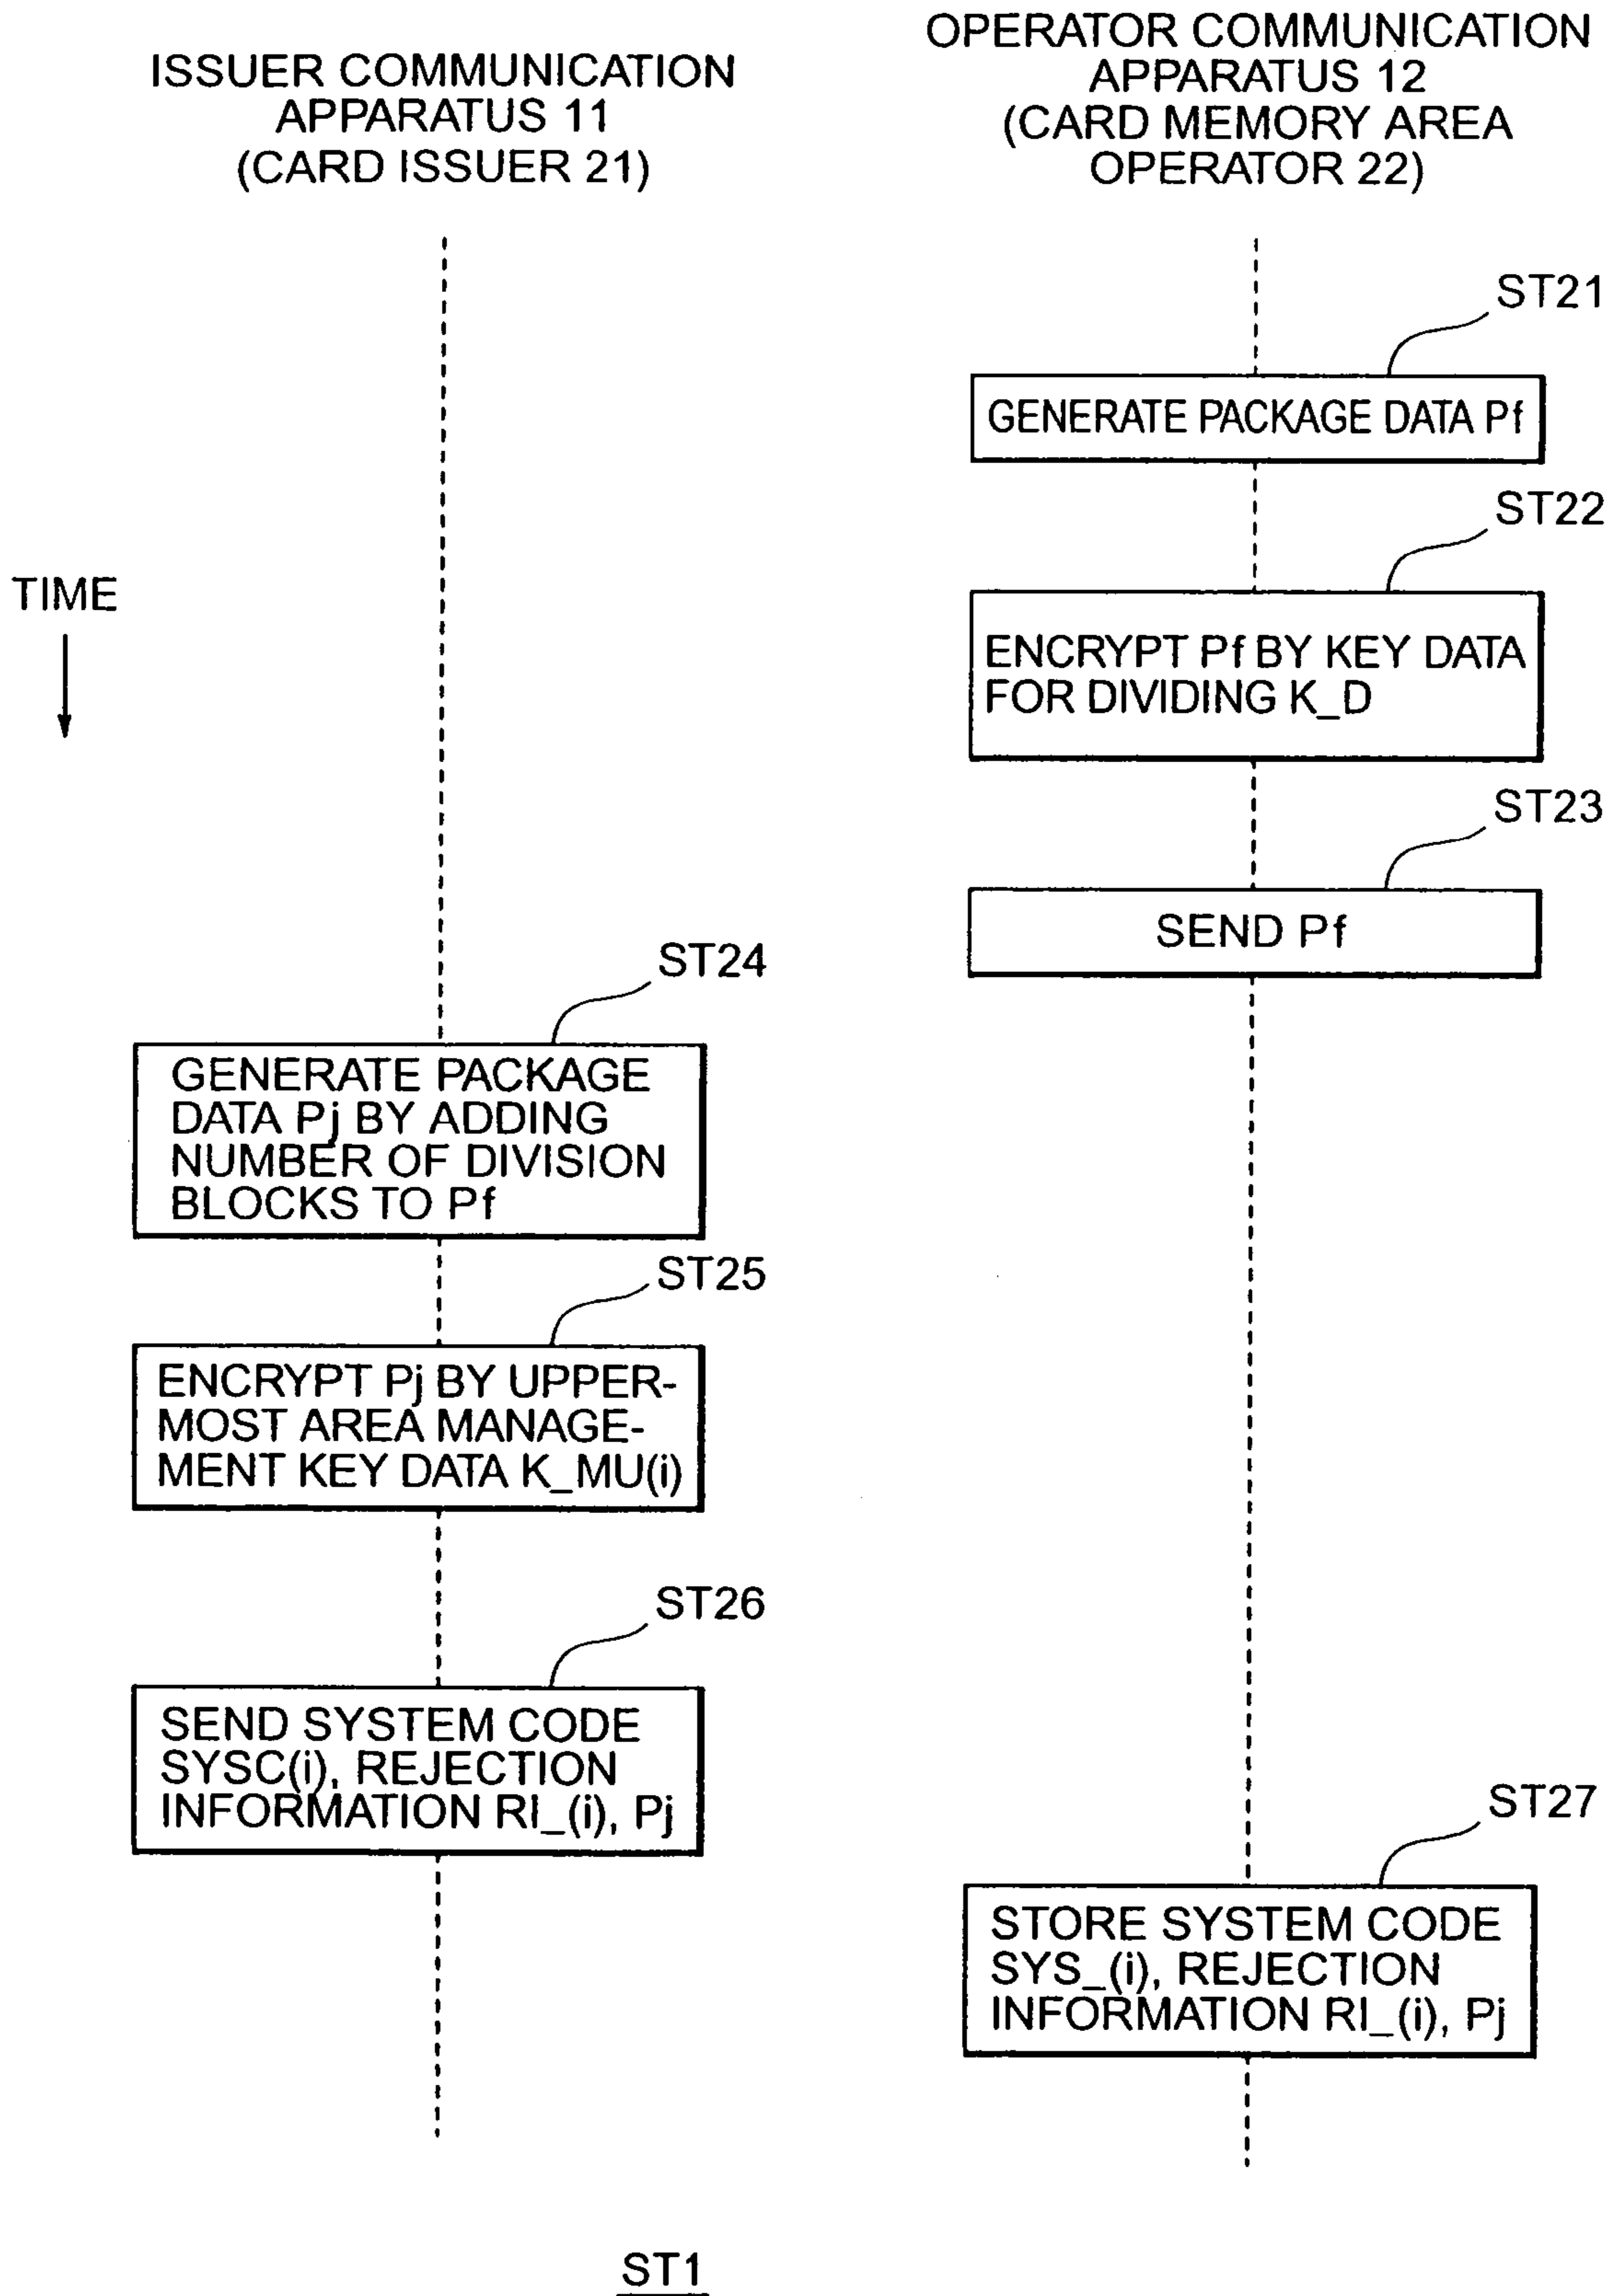 ISSUER COMMUNICATION
APPARATUS 11
(CARD ISSUER 21)
OPERATOR COMMUNICATION
APPARATUS 12
(CARD MEMORY AREA
OPERATOR 22)
ST21
GENERATE PACKAGE DATA Pf
ST22
TIME
ENCRYPT Pf BY KEY DATA
FOR DIVIDING K_D
ST23
SEND Pf
ST24
GENERATE PACKAGE
DATA Pj BY ADDING
NUMBER OF DIVISION
BLOCKS TO Pf
ST25
ENCRYPT Pj BY UPPER-
MOST AREA MANAGE-
MENT KEY DATA K_MU(i)
ST26
SEND SYSTEM CODE
SYSC(i), REJECTION
INFORMATION RI_(i), Pj
ST27
STORE SYSTEM CODE
SYS_(i), REJECTION
INFORMATION RI_(i), Pj
ST1